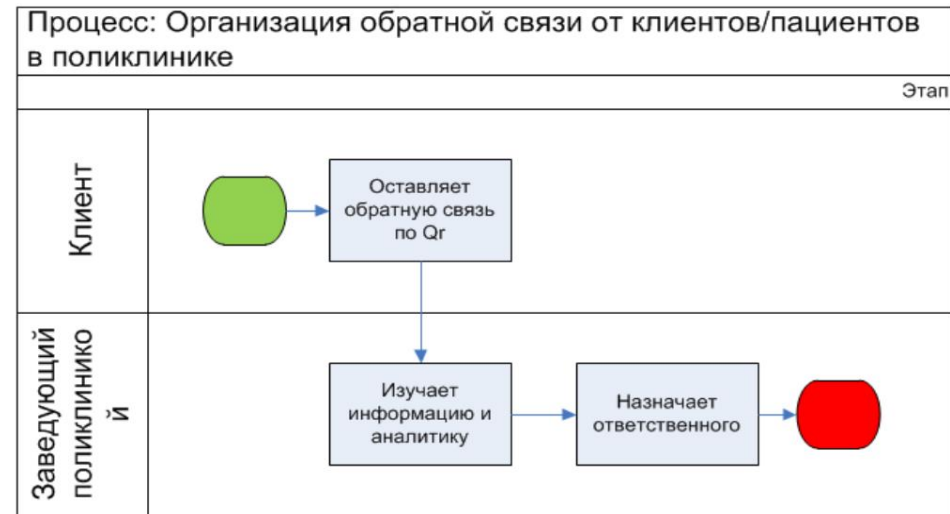 Процесс: Организация обратной связи от клиентов/пациентов
в поликлинике
Этап
Клиент
Оставляет
обратную связь
по Qr
Заведующий
поликлинико
й
Изучает
информацию и
аналитику
Назначает
ответственного